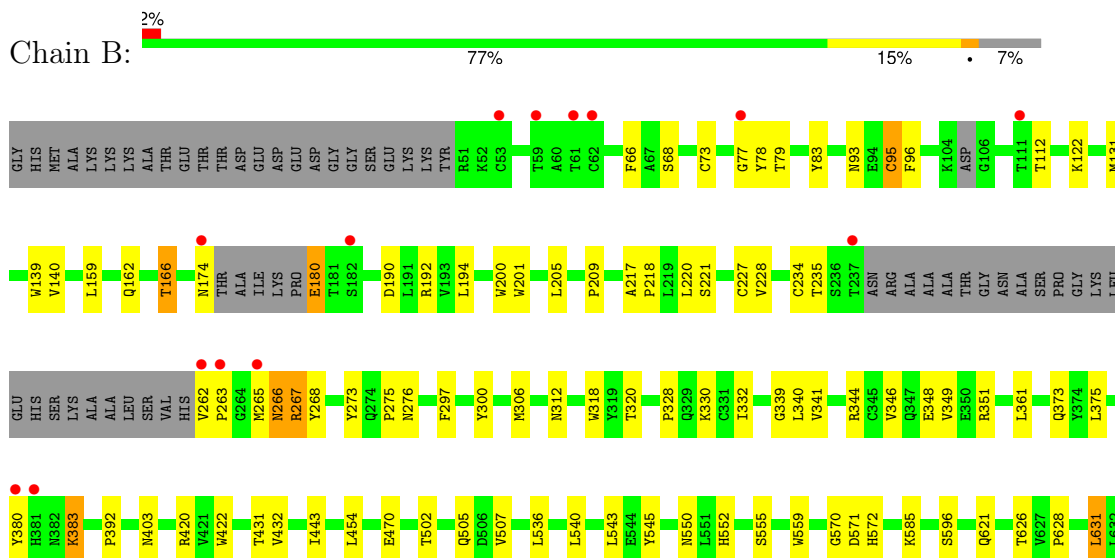 2%
Chain B:
77% 15% • 7%
GLY HIS MET ALA LYS LYS LYS ALA THR GLU THR THR ASP GLU ASP GLU ASP GLY GLY SER GLU LYS LYS TYR R51 K52 C53 T59 A60 T61 C62 F66 A67 S68 C73 G77 Y78 T79 Y83 N93 E94 C95 F96 K104 ASP G106 T111 T112 K122 M131
W139 V140 L159 Q162 T166 N174 THR ALA ILE LYS PRO E180 T181 S182 D190 L191 R192 V193 L194 W200 W201 L205 P209 A217 P218 L219 L220 S221 C227 V228 C234 T235 S236 T237 ASN ARG ALA ALA ALA THR GLY ASN ALA SER PRO GLY LYS LEU
GLU HIS SER LYS ALA ALA LEU SER VAL HIS V262 P263 G264 M265 N266 R267 Y268 Y273 Q274 P275 N276 F297 Y300 M306 N312 W318 Y319 T320 P328 Q329 K330 C331 I332 G339 L340 V341 R344 C345 V346 Q347 E348 V349 E350 R351 L361 Q373 Y374 L375
Y380 H381 N382 K383 P392 N403 R420 V421 W422 T431 V432 I443 L454 E470 T502 Q505 D506 V507 L536 L540 L543 E544 Y545 N550 L551 H552 S555 W559 G570 D571 H572 K585 S596 Q621 T626 V627 P628 L631